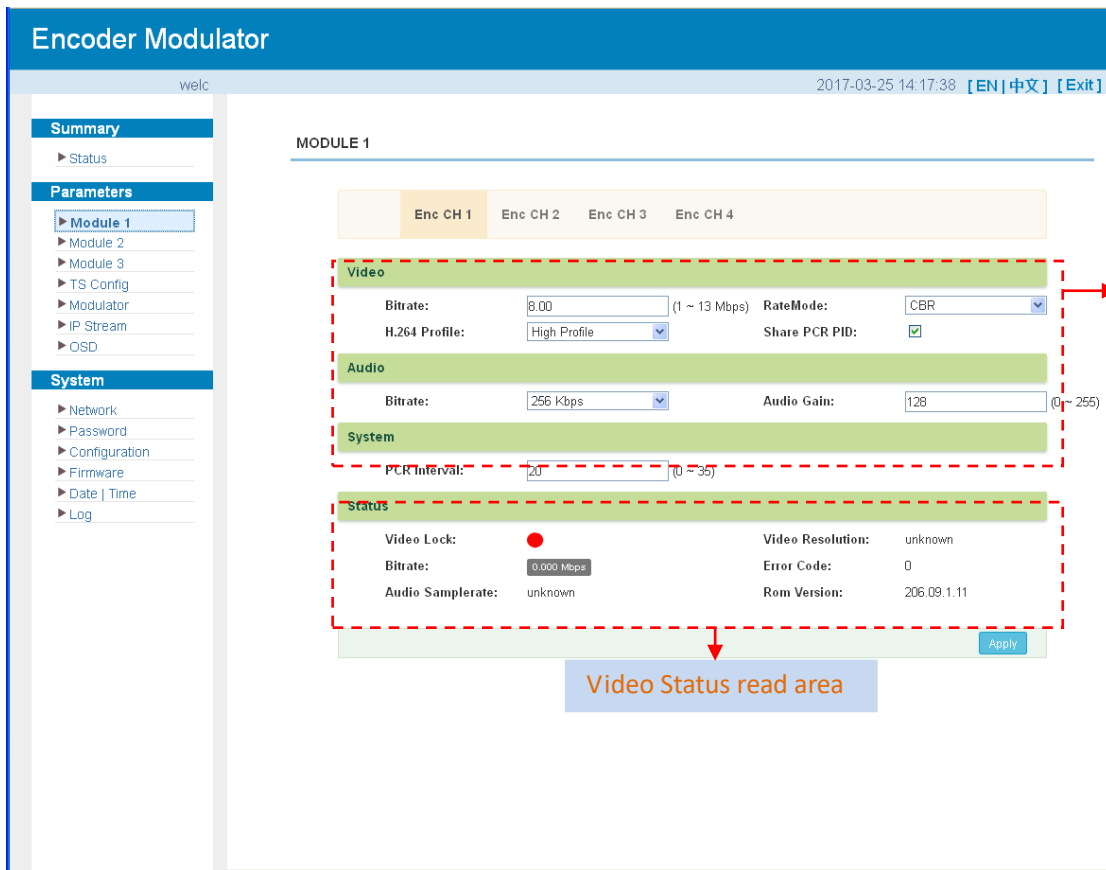 Encoder Modulator
welc
2017-03-25 14:17:38 [ EN | 中文 ] [ Exit ]
Summary
Status
Parameters
Module 1
Module 2
Module 3
TS Config
Modulator
IP Stream
OSD
System
Network
Password
Configuration
Firmware
Date | Time
Log
MODULE 1
Enc CH 1 Enc CH 2 Enc CH 3 Enc CH 4
Video
Bitrate: 8.00 (1 ~ 13 Mbps) RateMode: CBR
H.264 Profile: High Profile Share PCR PID:
Audio
Bitrate: 256 Kbps Audio Gain: 128 (0 ~ 255)
System
PCR Interval: 20 (0 ~ 35)
Status
Video Lock: Video Resolution: unknown
Bitrate: 0.000 Mbps Error Code: 0
Audio Samplerate: unknown Rom Version: 206.09.1.11
Apply
Video Status read area